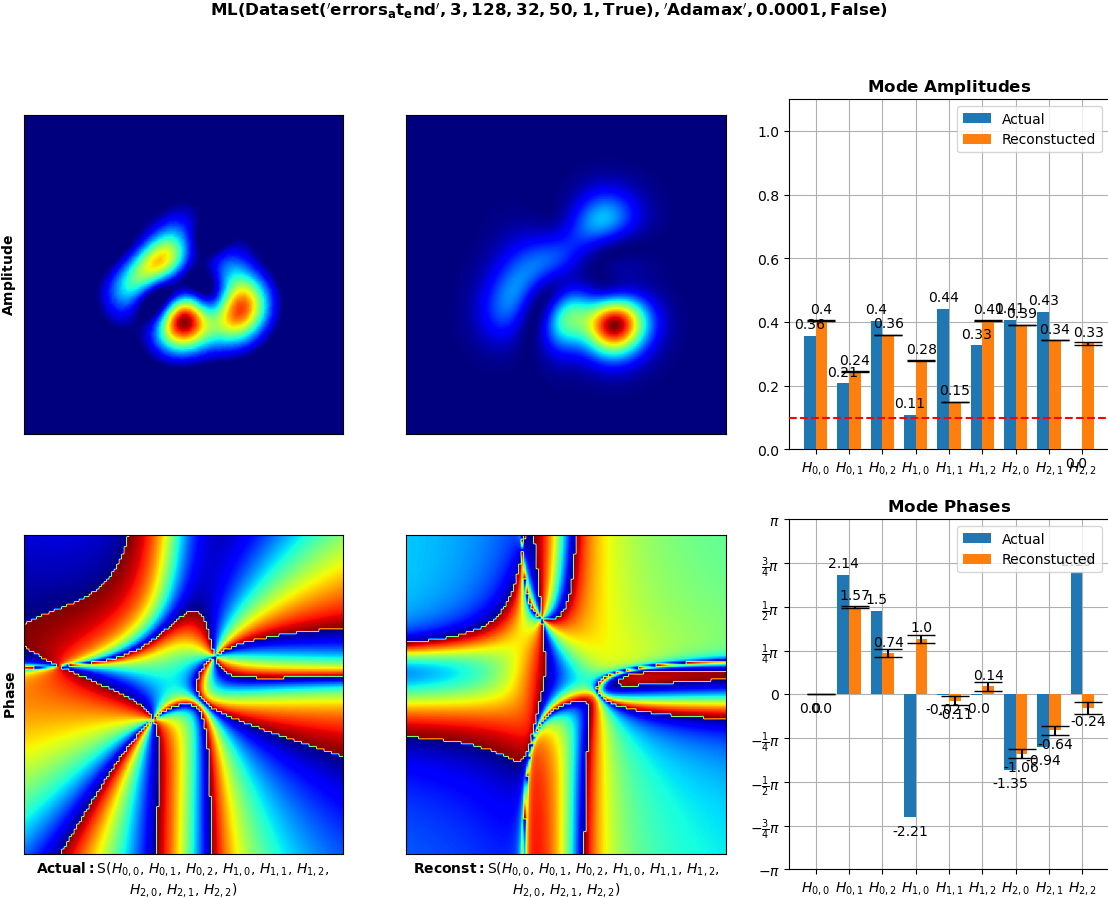 ML(Dataset('errors_at_end', 3, 128, 32, 50, 1, True), 'Adamax', 0.0001, False)
Amplitude
Mode Amplitudes
Actual
Reconstucted
1.0
0.8
0.6
0.4
0.2
0.0
0.36 0.4 0.21 0.24 0.4 0.36 0.11 0.28 0.44 0.15 0.33 0.41 0.41 0.39 0.43 0.34 0.0 0.33
H0,0 H0,1 H0,2 H1,0 H1,1 H1,2 H2,0 H2,1 H2,2
Phase
Actual: S(H0,0, H0,1, H0,2, H1,0, H1,1, H1,2,
H2,0, H2,1, H2,2)
Reconst: S(H0,0, H0,1, H0,2, H1,0, H1,1, H1,2,
H2,0, H2,1, H2,2)
Mode Phases
Actual
Reconstucted
π
3/4π
1/2π
1/4π
0
−1/4π
−1/2π
−3/4π
−π
0.0 0.0 2.14 1.57 1.5 0.74 -2.21 1.0 -0.02 -0.11 -0.0 0.14 -1.35 -1.06 -0.94 -0.64 -0.24
H0,0 H0,1 H0,2 H1,0 H1,1 H1,2 H2,0 H2,1 H2,2